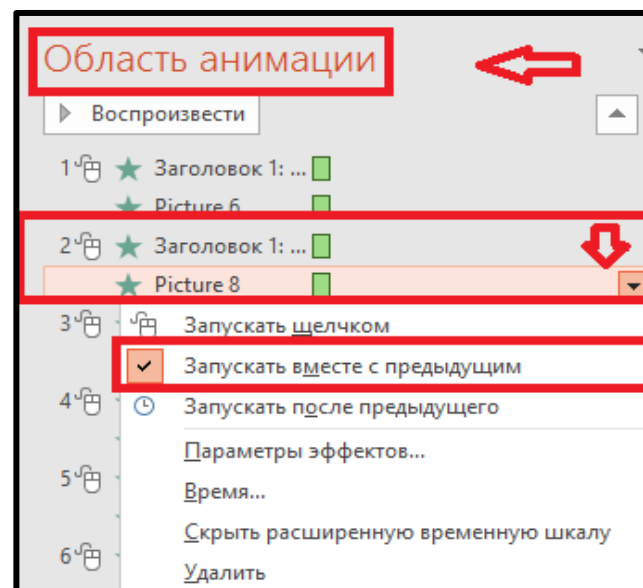 Область анимации
Воспроизвести
1 Заголовок 1: ...
Picture 6
2 Заголовок 1: ...
Picture 8
3 Запускать щелчком
Запускать вместе с предыдущим
4 Запускать после предыдущего
Параметры эффектов...
5 Время...
Скрыть расширенную временную шкалу
6 Удалить